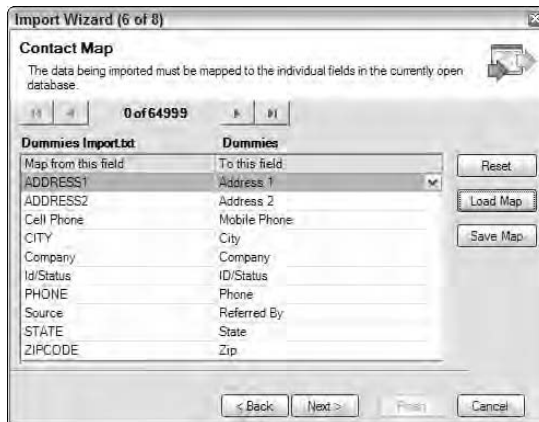 Import Wizard (6 of 8)
Contact Map
The data being imported must be mapped to the individual fields in the currently open
database.
0 of 64999
Dummies Import.txt Dummies
Map from this field To this field
Reset
ADDRESS1 Address 1
ADDRESS2 Address 2
Load Map
Cell Phone Mobile Phone
CITY City
Save Map
Company Company
Id/Status ID/Status
PHONE Phone
Source Referred By
STATE State
ZIPCODE Zip
< Back Next > Finish Cancel